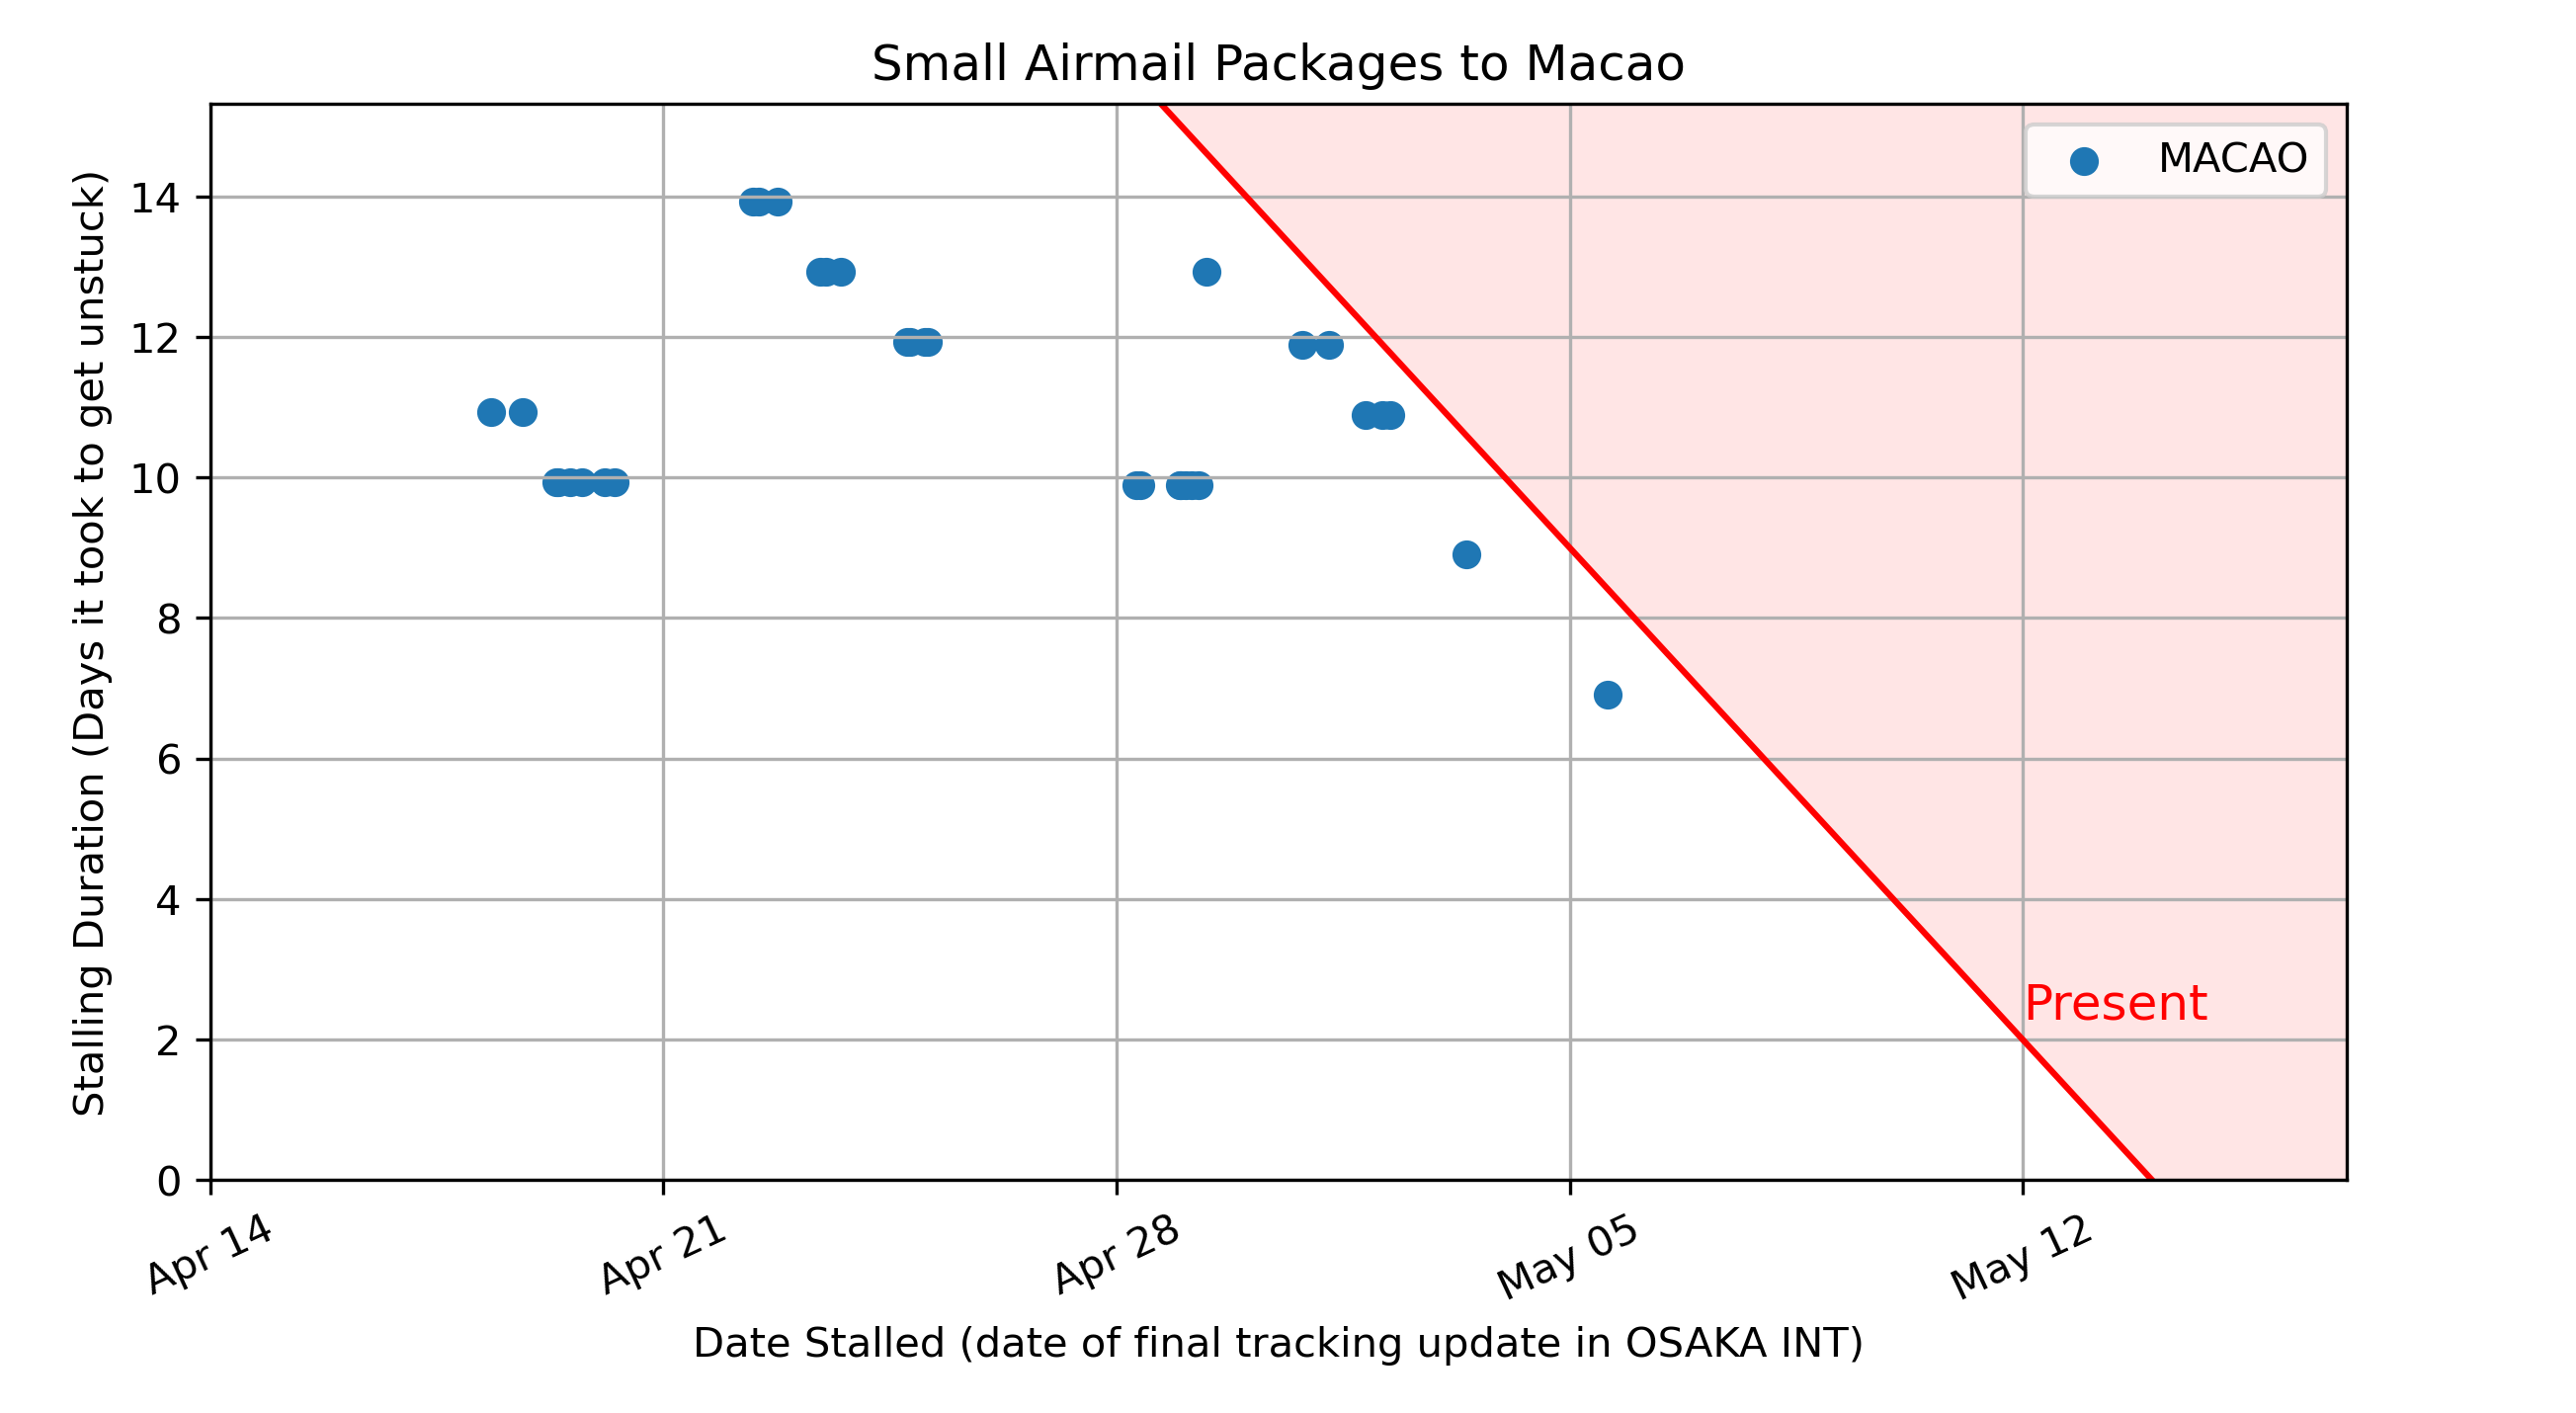 Small Airmail Packages to Macao
MACAO
Stalling Duration (Days it took to get unstuck)
14
12
10
8
6
4
2
0
Present
Apr 14
Apr 21
Apr 28
May 05
May 12
Date Stalled (date of final tracking update in OSAKA INT)